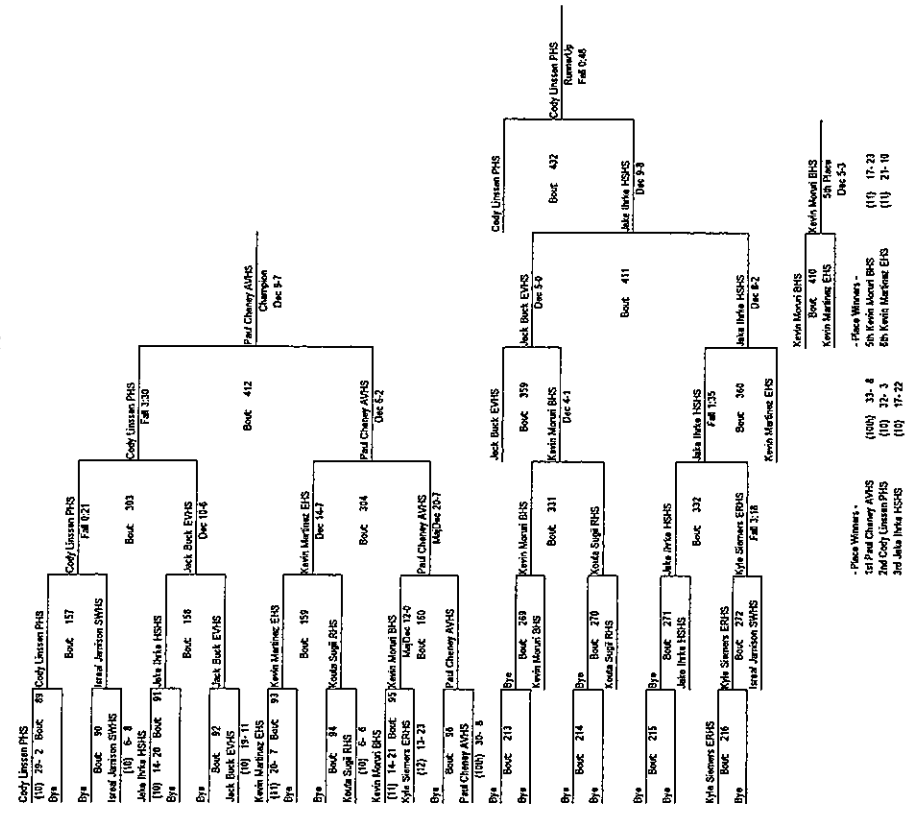 Cody Linssen PHS
(10) 29- 2 Bout: 89
Bye
Cody Linssen PHS
Bout: 157
Bye
Bout: 90
Isreal Jamison SWHS
(10) 6- 8
Isreal Jamison SWHS
Cody Linssen PHS
Fall 0:21
Bout: 303
Jake Ihrke HSHS
(10) 14- 20 Bout: 91
Bye
Jake Ihrke HSHS
Bout: 158
Bye
Bout: 92
Jack Buck EVHS
(10) 19- 11
Jack Buck EVHS
Jack Buck EVHS
Dec 10-6
Cody Linssen PHS
Fall 3:30
Bout: 412
Kevin Martinez EHS
(11) 20- 7 Bout: 93
Bye
Kevin Martinez EHS
Bout: 159
Bye
Bout: 94
Kouta Sugii RHS
(10) 6- 6
Kouta Sugii RHS
Kevin Martinez EHS
Dec 14-7
Bout: 304
Kevin Moruri BHS
(11) 14- 21 Bout: 95
Kyle Siemers ERHS
(12) 13- 23
Kevin Moruri BHS
MajDec 12-0
Bout: 160
Bye
Bout: 96
Paul Cheney AVHS
(10h) 30- 8
Paul Cheney AVHS
Paul Cheney AVHS
MajDec 20-7
Paul Cheney AVHS
Dec 6-2
Paul Cheney AVHS
Champion
Dec 9-7
Bye
Bout: 213
Bye
Bye
Bout: 269
Kevin Moruri BHS
Kevin Moruri BHS
Bout: 331
Bye
Bout: 214
Bye
Bye
Bout: 270
Kouta Sugii RHS
Kouta Sugii RHS
Jack Buck EVHS
Bout: 359
Kevin Moruri BHS
Dec 4-1
Jack Buck EVHS
Dec 5-0
Bout: 411
Bye
Bout: 215
Bye
Bye
Bout: 271
Jake Ihrke HSHS
Jake Ihrke HSHS
Bout: 332
Kyle Siemers ERHS
Bout: 216
Bye
Kyle Siemers ERHS
Bout: 272
Isreal Jamison SWHS
Kyle Siemers ERHS
Fall 3:18
Jake Ihrke HSHS
Fall 1:35
Bout: 360
Kevin Martinez EHS
Jake Ihrke HSHS
Dec 8-2
Cody Linssen PHS
Bout: 432
Jake Ihrke HSHS
Dec 9-8
Cody Linssen PHS
RunnerUp
Fall 0:48
Kevin Moruri BHS
Bout: 410
Kevin Martinez EHS
Kevin Moruri BHS
5th Place
Dec 5-3
- Place Winners -
1st Paul Cheney AVHS (10h) 33- 8
2nd Cody Linssen PHS (10) 32- 3
3rd Jake Ihrke HSHS (10) 17- 22
- Place Winners -
5th Kevin Moruri BHS (11) 17- 23
6th Kevin Martinez EHS (11) 21- 10